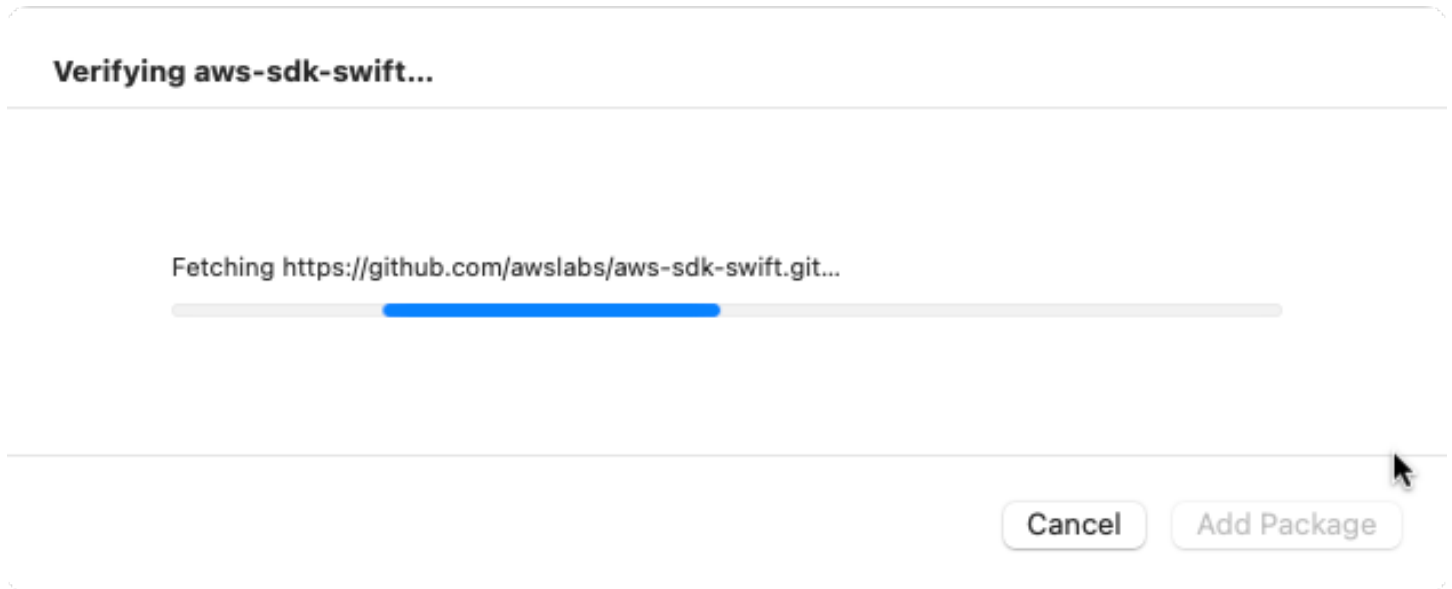 Verifying aws-sdk-swift...
Fetching https://github.com/awslabs/aws-sdk-swift.git...
Cancel
Add Package